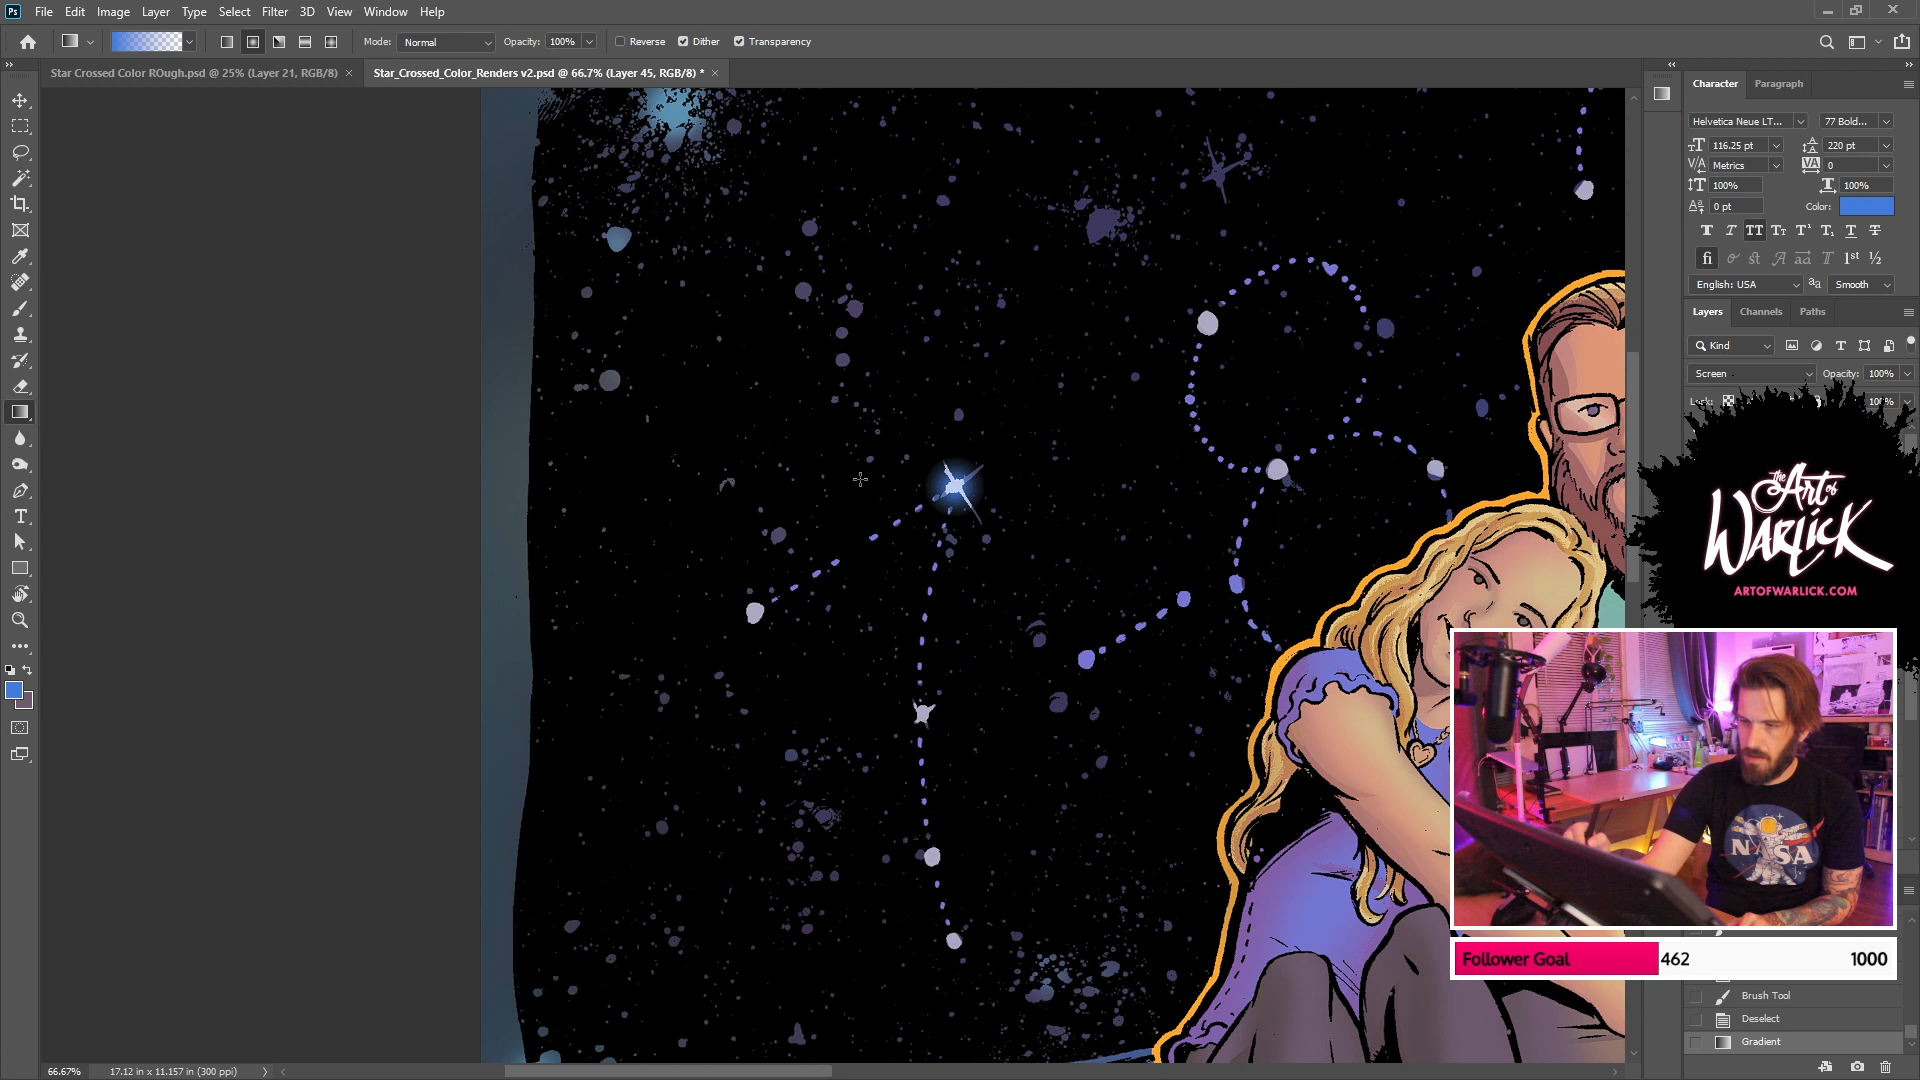 Ps File Edit Image Layer Type Select Filter 3D View Window Help
Mode: Normal Opacity: 100% Reverse Dither Transparency
Star Crossed Color ROugh.psd @ 25% (Layer 21, RGB/8) × Star_Crossed_Color_Renders v2.psd @ 66.7% (Layer 45, RGB/8) * ×
Character Paragraph
Helvetica Neue LT... 77 Bold...
116.25 pt 220 pt
Metrics 0
100% 100%
0 pt Color:
English: USA Smooth
Layers Channels Paths
Kind
Screen Opacity: 100%
Lock: 100%
the Art of
Warlick
ARTOFWARLICK.COM
NASA
Follower Goal 462 1000
Brush Tool
Deselect
Gradient
66.67% 17.12 in x 11.157 in (300 ppi)